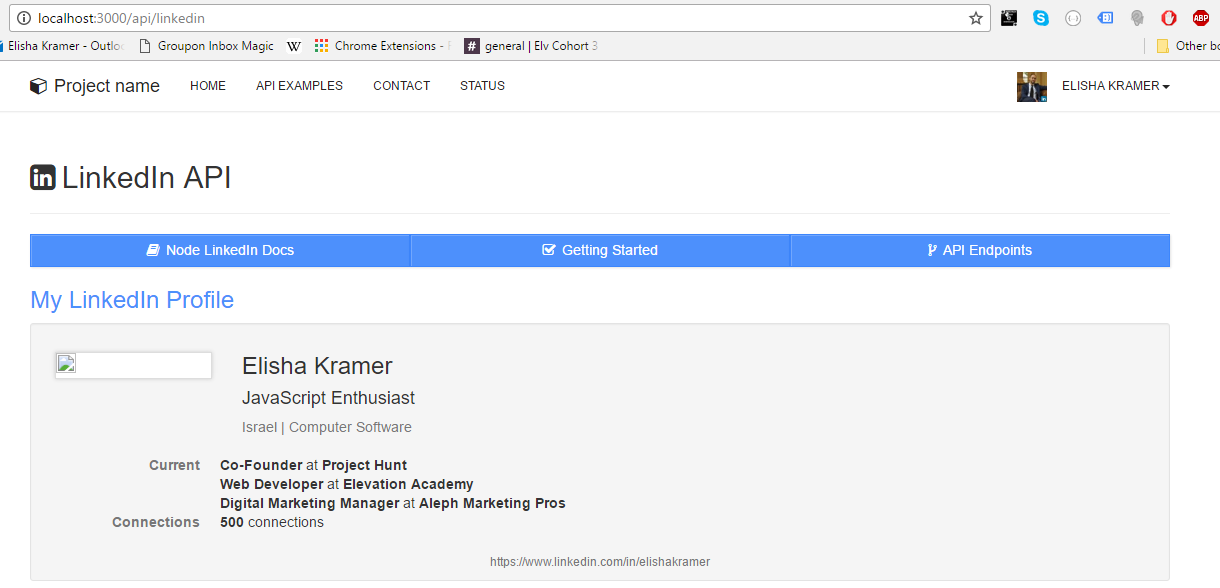 localhost:3000/api/linkedin
ABP
Elisha Kramer - Outlo
Groupon Inbox Magic
W
Chrome Extensions -
# general | Elv Cohort 3
Other bo
Project name
HOME
API EXAMPLES
CONTACT
STATUS
ELISHA KRAMER
in LinkedIn API
Node LinkedIn Docs
Getting Started
API Endpoints
My LinkedIn Profile
Elisha Kramer
JavaScript Enthusiast
Israel | Computer Software
Current Co-Founder at Project Hunt
Web Developer at Elevation Academy
Digital Marketing Manager at Aleph Marketing Pros
Connections 500 connections
https://www.linkedin.com/in/elishakramer